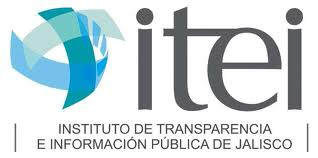 itei
INSTITUTO DE TRANSPARENCIA
E INFORMACIÓN PÚBLICA DE JALISCO